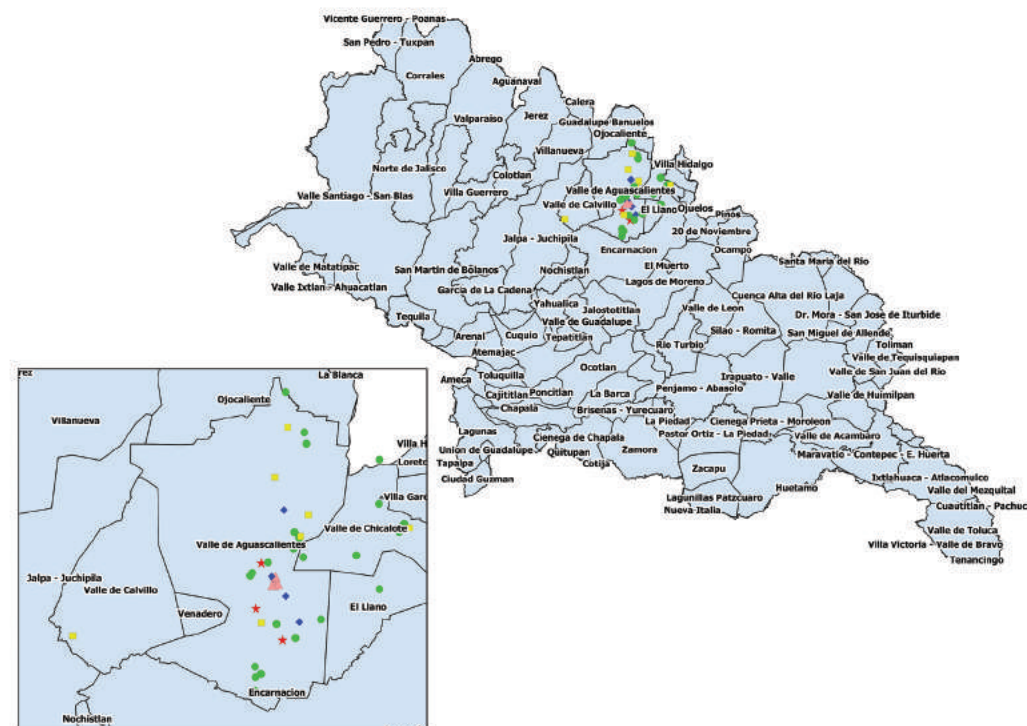 Vicente Guerrero - Poanas
San Pedro - Tuxpan
Abrego
Corrales
Aguanaval
Calera
Valparaiso
Jerez
Guadalupe Banuelos
Ojocaliente
Villanueva
Villa Hidalgo
Norte de Jalisco
Colotlan
Villa Guerrero
Valle de Aguascalientes
Valle Santiago - San Blas
Valle de Calvillo
El Llano
Ojuelos
Pinos
20 de Noviembre
Jalpa - Juchipila
Encarnacion
Ocampo
Santa Maria del Rio
Valle de Matatipac
San Martin de Bolanos
Nochistlan
El Muerto
Lagos de Moreno
Valle Ixtlan - Ahuacatlan
Garcia de La Cadena
Cuenca Alta del Rio Laja
Yahualica
Jalostotitlan
Valle de Leon
Dr. Mora - San Jose de Iturbide
Tequila
Valle de Guadalupe
Arenal
Cuquio
Tepatitlan
Silao - Romita
San Miguel de Allende
Rio Turbio
Toliman
Atemajac
Valle de Tequisquiapan
Ocotlan
Toluquilla
Irapuato - Valle
Valle de San Juan del Rio
Ameca
Cajititlan
Poncitlan
La Barca
Penjamo - Abasolo
Valle de Huimilpan
Chapala
Brisenas - Yurecuaro
La Piedad
Cienega Prieta - Moroleon
Lagunas
Cienega de Chapala
Pastor Ortiz - La Piedad
Valle de Acambaro
Union de Guadalupe
Quitupan
Zamora
Maravatio - Contepec - E. Huerta
Tapalpa
Cotija
Zacapu
Ciudad Guzman
Huetamo
Ixtlahuaca - Atlacomulco
Lagunillas Patzcuaro
Valle del Mezquital
Nueva Italia
Cuautitlan - Pachuc
Valle de Toluca
Villa Victoria - Valle de Bravo
Tenancingo
rez
La Blanca
Ojocaliente
Villanueva
Villa H
Loreto
Villa Garc
Valle de Chicalote
Valle de Aguascalientes
Jalpa - Juchipila
Valle de Calvillo
Venadero
El Llano
Encarnacion
Nochistlan